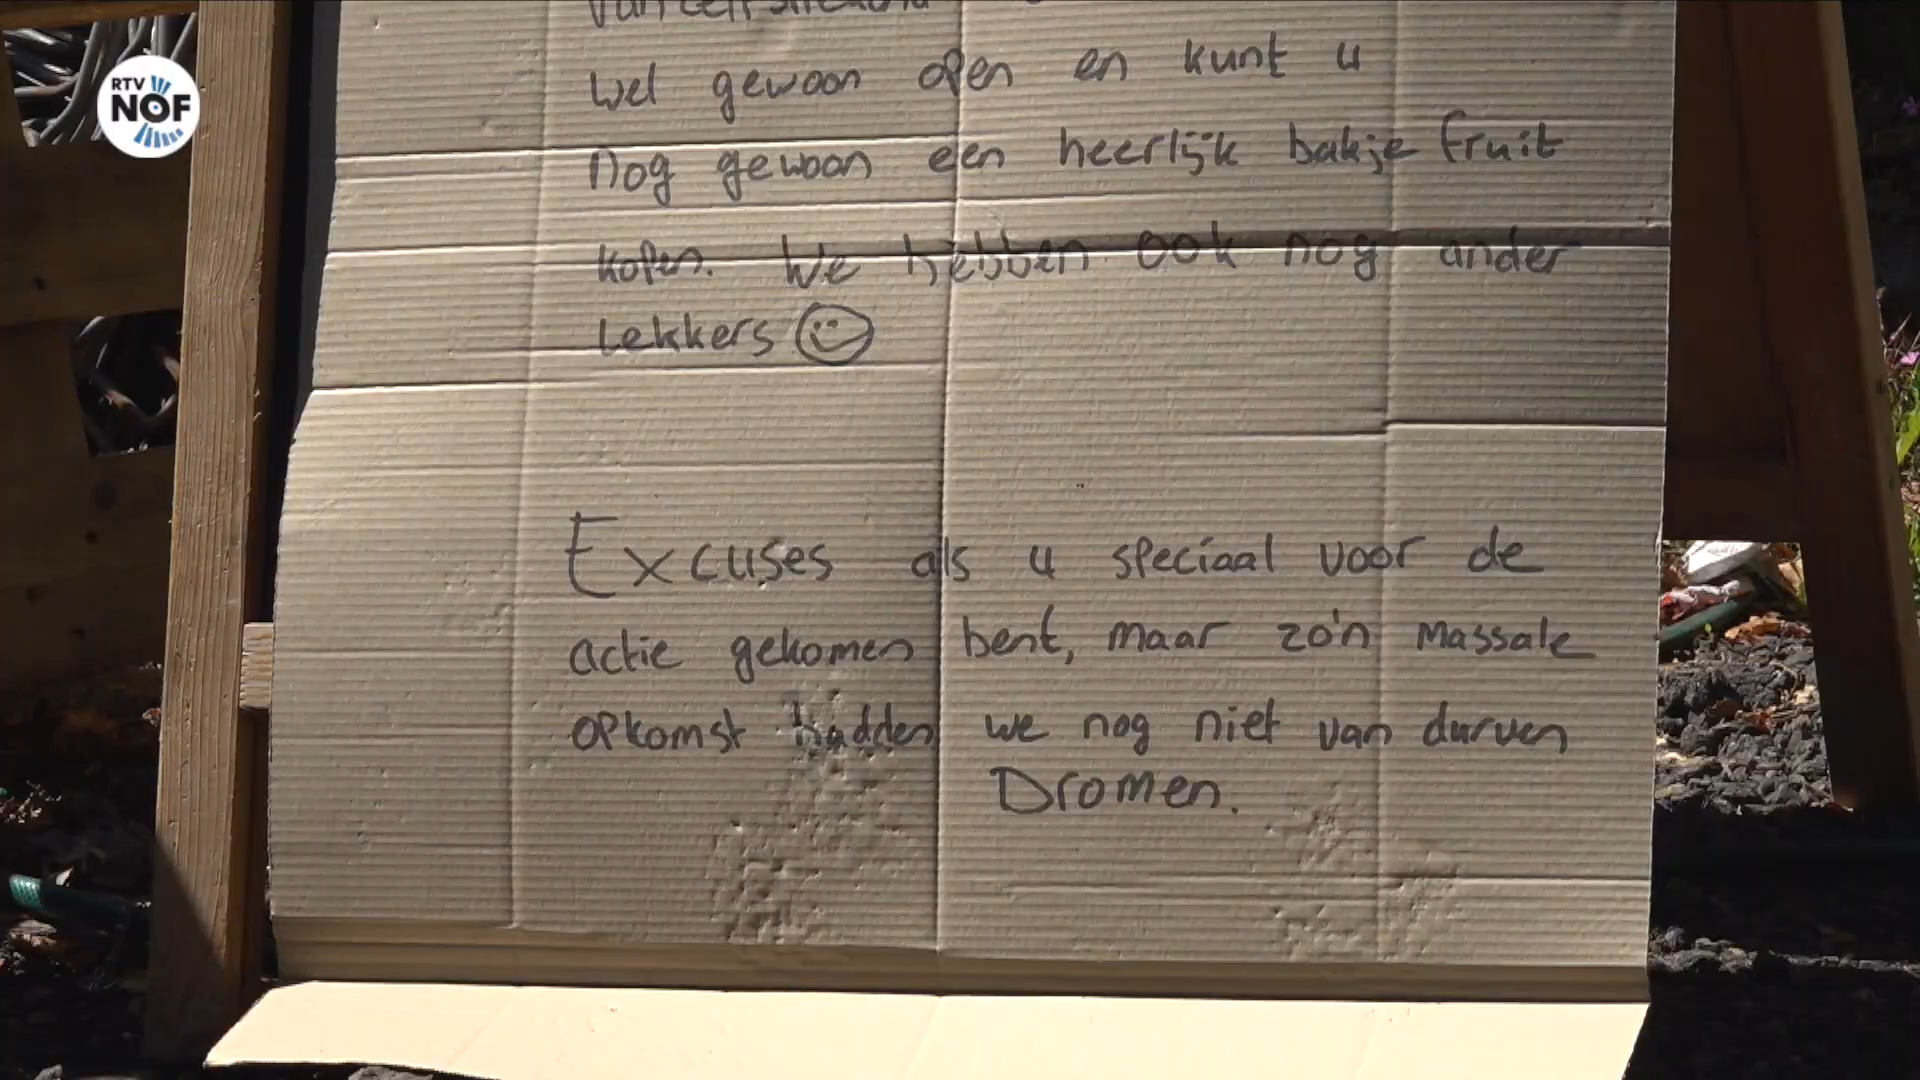 RTV
NOF
wel gewoon open en kunt u
nog gewoon een heerlijk bakje fruit
kopen. We hebben ook nog ander
lekkers
Excuses als u speciaal voor de
actie gekomen bent, maar zo'n massale
opkomst hadden we nog niet van durven
Dromen.